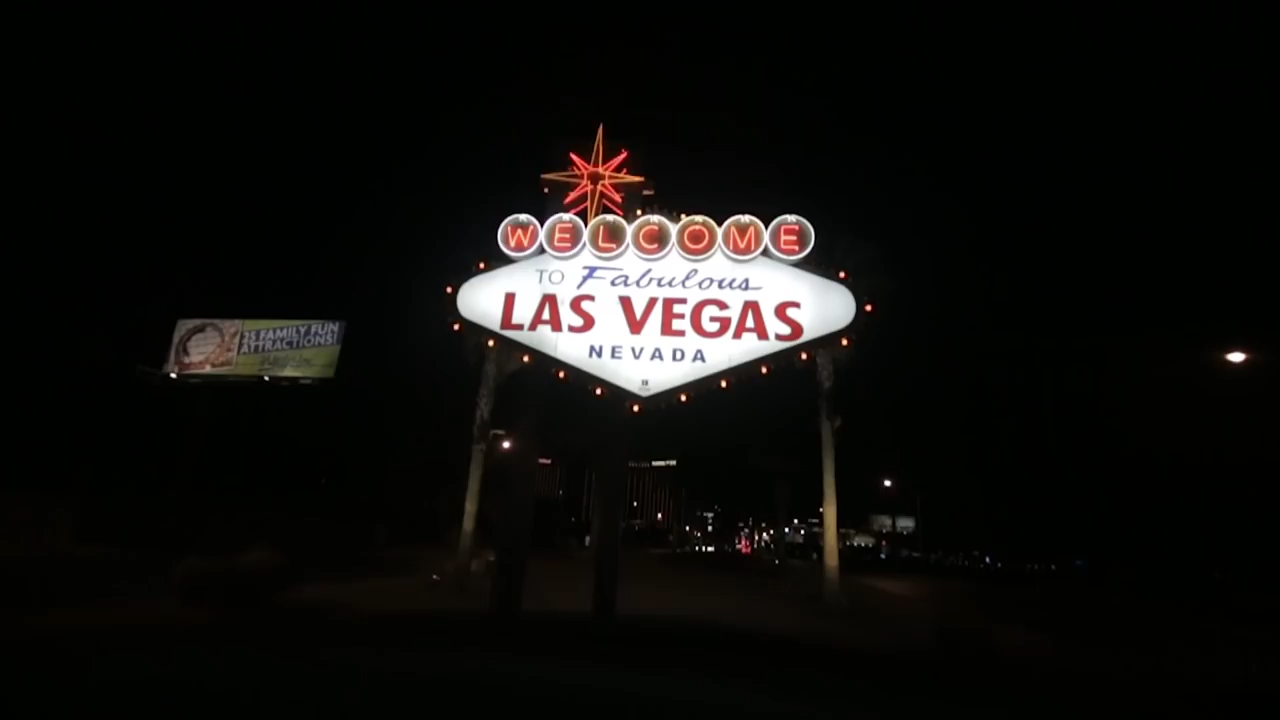 WELCOME
TO Fabulous
LAS VEGAS
NEVADA
25 FAMILY FUN
ATTRACTIONS!